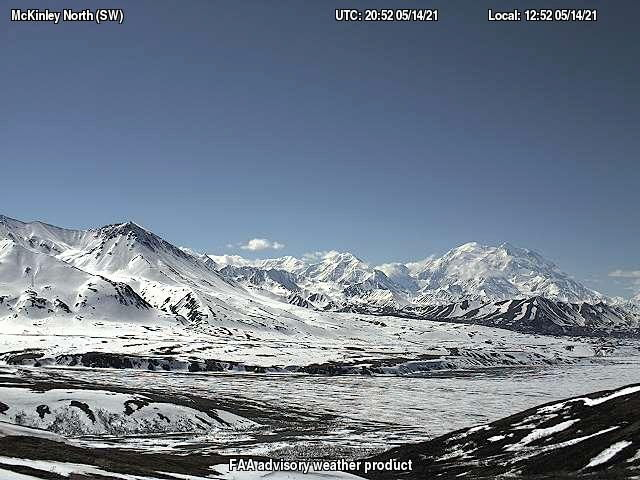 McKinley North (SW)
UTC: 20:52 05/14/21
Local: 12:52 05/14/21
FAA advisory weather product